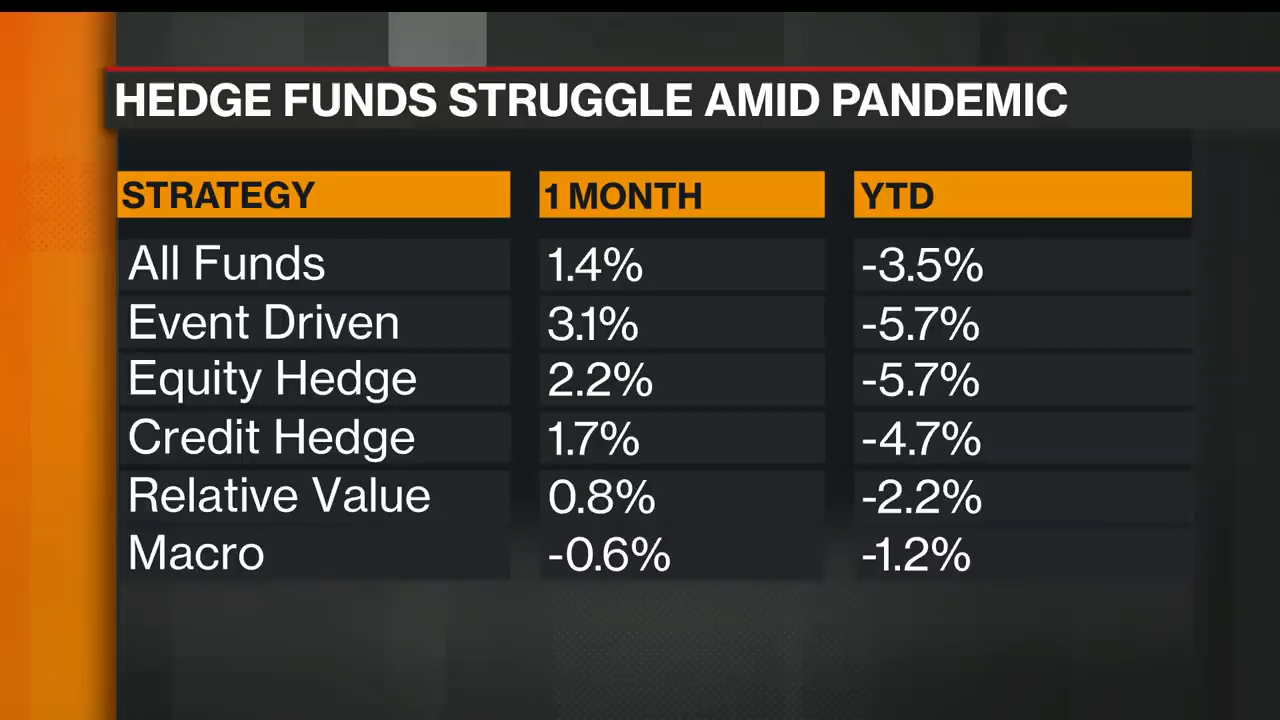 HEDGE FUNDS STRUGGLE AMID PANDEMIC
STRATEGY 1 MONTH YTD
All Funds 1.4% -3.5%
Event Driven 3.1% -5.7%
Equity Hedge 2.2% -5.7%
Credit Hedge 1.7% -4.7%
Relative Value 0.8% -2.2%
Macro -0.6% -1.2%